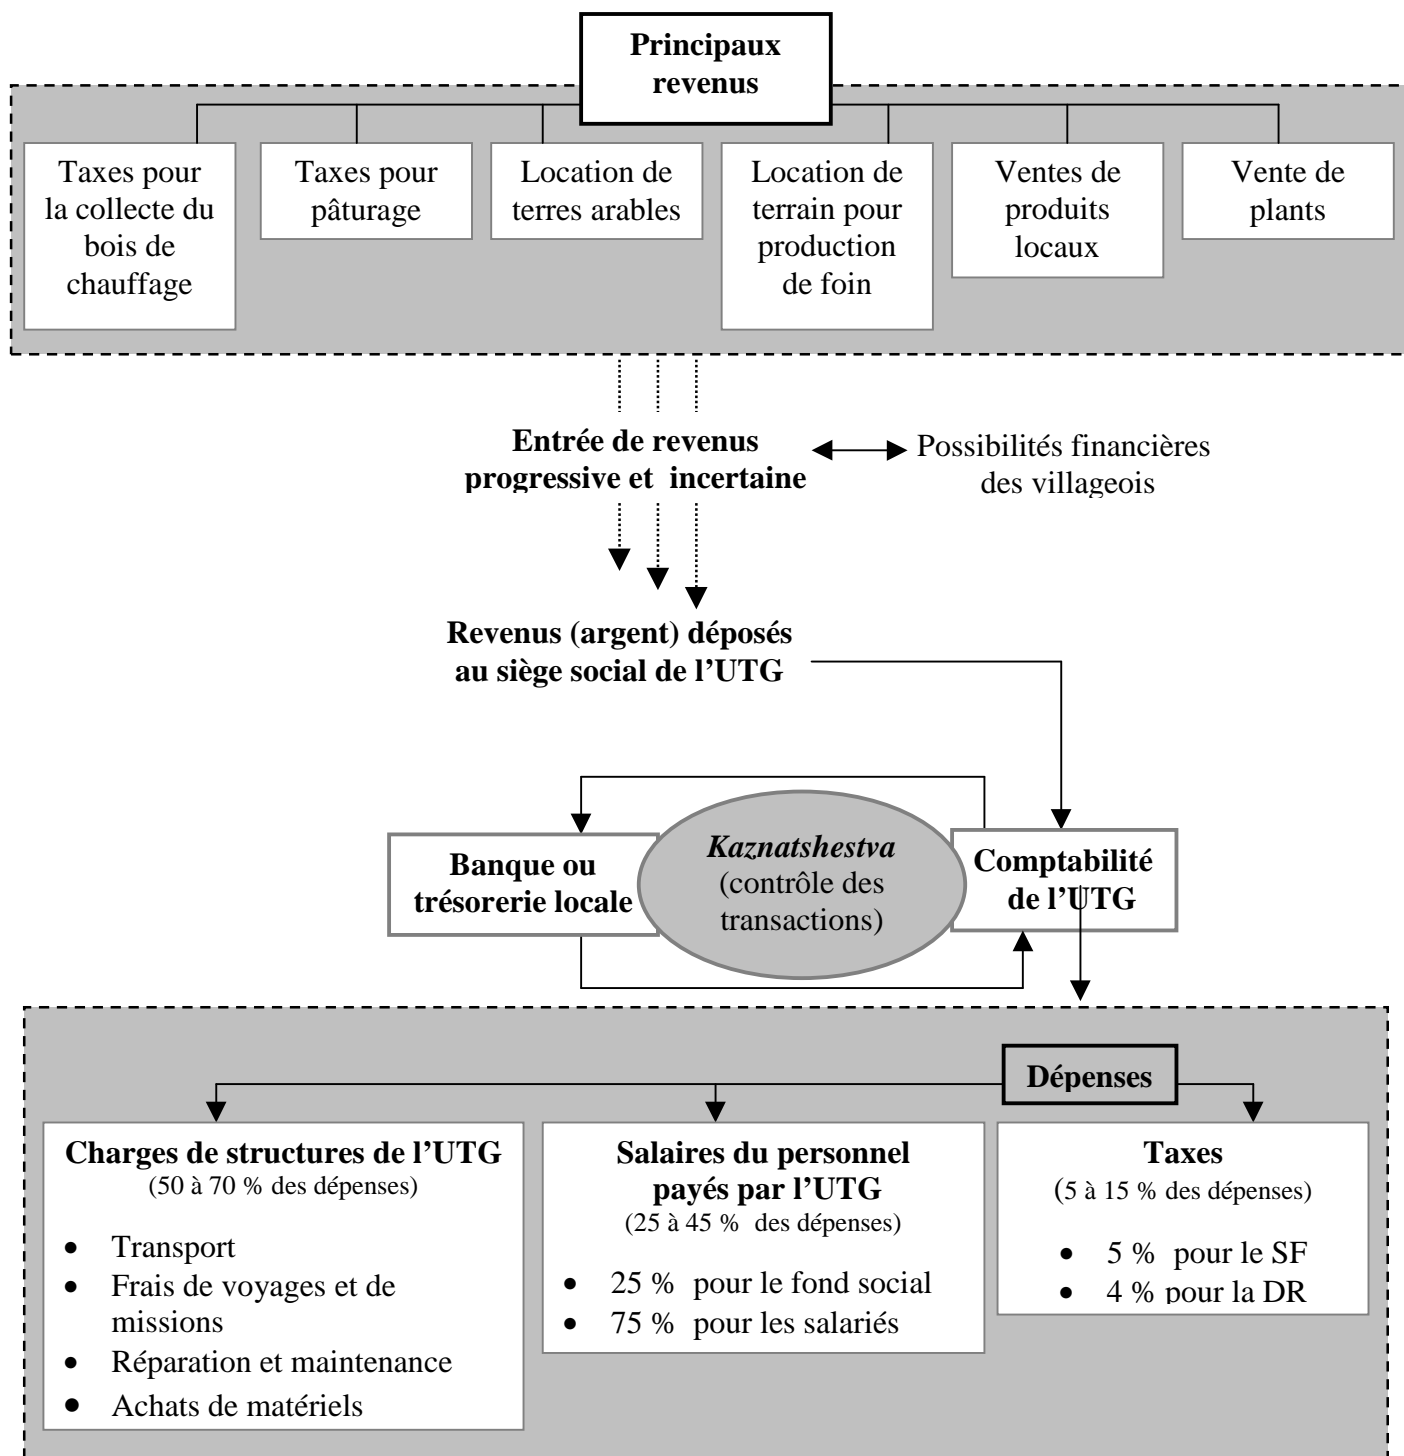 Principaux
revenus
Taxes pour
la collecte du
bois de
chauffage
Taxes pour
pâturage
Location de
terres arables
Location de
terrain pour
production
de foin
Ventes de
produits
locaux
Vente de
plants
Entrée de revenus
progressive et incertaine
Possibilités financières
des villageois
Revenus (argent) déposés
au siège social de l’UTG
Banque ou
trésorerie locale
Kaznatshestva
(contrôle des
transactions)
Comptabilité
de l’UTG
Dépenses
Charges de structures de l’UTG
(50 à 70 % des dépenses)
• Transport
• Frais de voyages et de
missions
• Réparation et maintenance
• Achats de matériels
Salaires du personnel
payés par l’UTG
(25 à 45 % des dépenses)
• 25 % pour le fond social
• 75 % pour les salariés
Taxes
(5 à 15 % des dépenses)
• 5 % pour le SF
• 4 % pour la DR